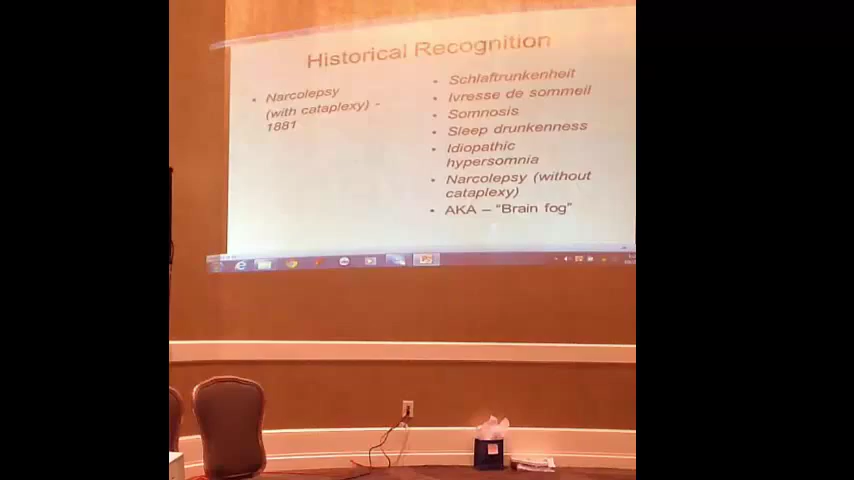 Historical Recognition
• Narcolepsy
(with cataplexy) -
1881
• Schlaftrunkenheit
• Ivresse de sommeil
• Somnosis
• Sleep drunkenness
• Idiopathic
hypersomnia
• Narcolepsy (without
cataplexy)
• AKA – “Brain fog”